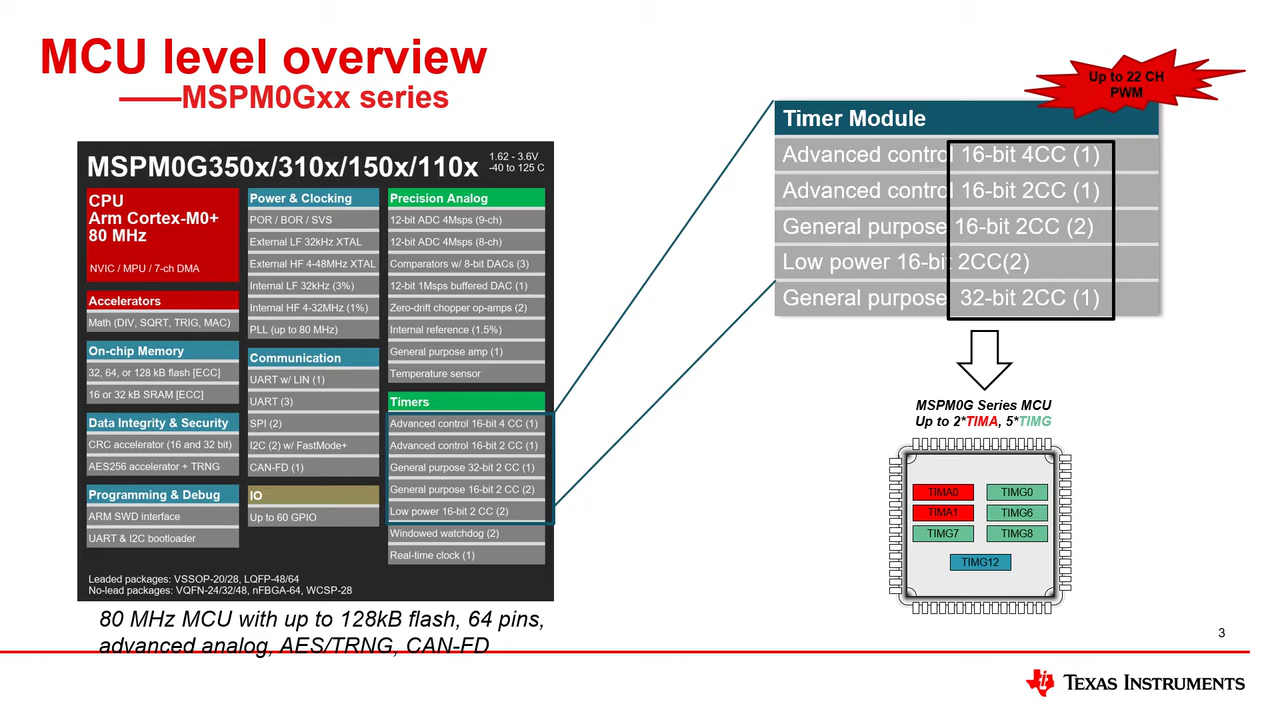 MCU level overview
——MSPM0Gxx series
MSPM0G350x/310x/150x/110x
1.62 - 3.6V
-40 to 125 C
CPU
Arm Cortex-M0+
80 MHz
NVIC / MPU / 7-ch DMA
Accelerators
Math (DIV, SQRT, TRIG, MAC)
On-chip Memory
32, 64, or 128 kB flash [ECC]
16 or 32 kB SRAM [ECC]
Data Integrity & Security
CRC accelerator (16 and 32 bit)
AES256 accelerator + TRNG
Programming & Debug
ARM SWD interface
UART & I2C bootloader
Power & Clocking
POR / BOR / SVS
External LF 32kHz XTAL
External HF 4-48MHz XTAL
Internal LF 32kHz (3%)
Internal HF 4-32MHz (1%)
PLL (up to 80 MHz)
Communication
UART w/ LIN (1)
UART (3)
SPI (2)
I2C (2) w/ FastMode+
CAN-FD (1)
IO
Up to 60 GPIO
Precision Analog
12-bit ADC 4Msps (9-ch)
12-bit ADC 4Msps (8-ch)
Comparators w/ 8-bit DACs (3)
12-bit 1Msps buffered DAC (1)
Zero-drift chopper op-amps (2)
Internal reference (1.5%)
General purpose amp (1)
Temperature sensor
Timers
Advanced control 16-bit 4 CC (1)
Advanced control 16-bit 2 CC (1)
General purpose 32-bit 2 CC (1)
General purpose 16-bit 2 CC (2)
Low power 16-bit 2 CC (2)
Windowed watchdog (2)
Real-time clock (1)
Leaded packages: VSSOP-20/28, LQFP-48/64
No-lead packages: VQFN-24/32/48, nFBGA-64, WCSP-28
80 MHz MCU with up to 128kB flash, 64 pins,
advanced analog, AES/TRNG, CAN-FD
Up to 22 CH
PWM
Timer Module
Advanced control 16-bit 4CC (1)
Advanced control 16-bit 2CC (1)
General purpose 16-bit 2CC (2)
Low power 16-bit 2CC(2)
General purpose 32-bit 2CC (1)
MSPM0G Series MCU
Up to 2*TIMA, 5*TIMG
TIMA0 TIMG0
TIMA1 TIMG6
TIMG7 TIMG8
TIMG12
3
TEXAS INSTRUMENTS